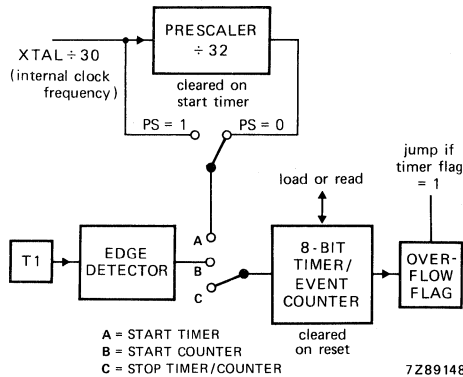 PRESCALER
÷ 32
XTAL ÷ 30
(internal clock
frequency)
cleared on
start timer
PS = 1
PS = 0
jump if
timer flag
= 1
load or read
T1
EDGE
DETECTOR
A
B
C
8-BIT
TIMER/
EVENT
COUNTER
OVER-
FLOW
FLAG
cleared
on reset
A = START TIMER
B = START COUNTER
C = STOP TIMER/COUNTER
7Z89148